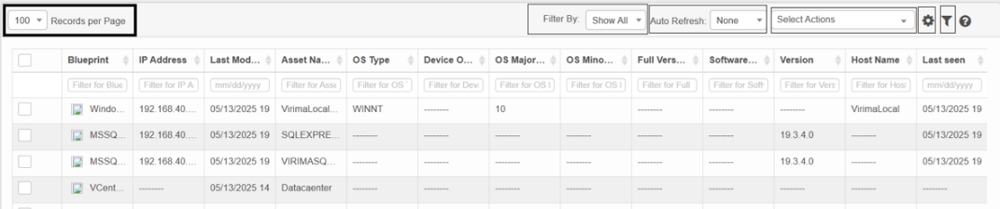 100 Records per Page Filter By: Show All Auto Refresh: None Select Actions
Blueprint IP Address Last Mod... Asset Na... OS Type Device O... OS Major... OS Mino... Full Vers... Software... Version Host Name Last seen
Filter for Blue Filter for IP A mm/dd/yyyy Filter for Asse Filter for OS Filter for Devi Filter for OS I Filter for OS I Filter for Full Filter for Soft Filter for Vers Filter for Host mm/dd/yyyy
Windo... 192.168.40.... 05/13/2025 19 VirimaLocal... WINNT -------- 10 -------- -------- -------- VirimaLocal 05/13/2025 19
MSSQ... 192.168.40.... 05/13/2025 19 SQLEXPRE... -------- -------- -------- -------- -------- -------- 19.3.4.0 -------- 05/13/2025 19
MSSQ... 192.168.40.... 05/13/2025 19 VIRIMASQ... -------- -------- -------- -------- -------- -------- 19.3.4.0 -------- 05/13/2025 19
VCent... -------- 05/13/2025 14 Datacaenter -------- -------- -------- -------- -------- -------- -------- -------- --------